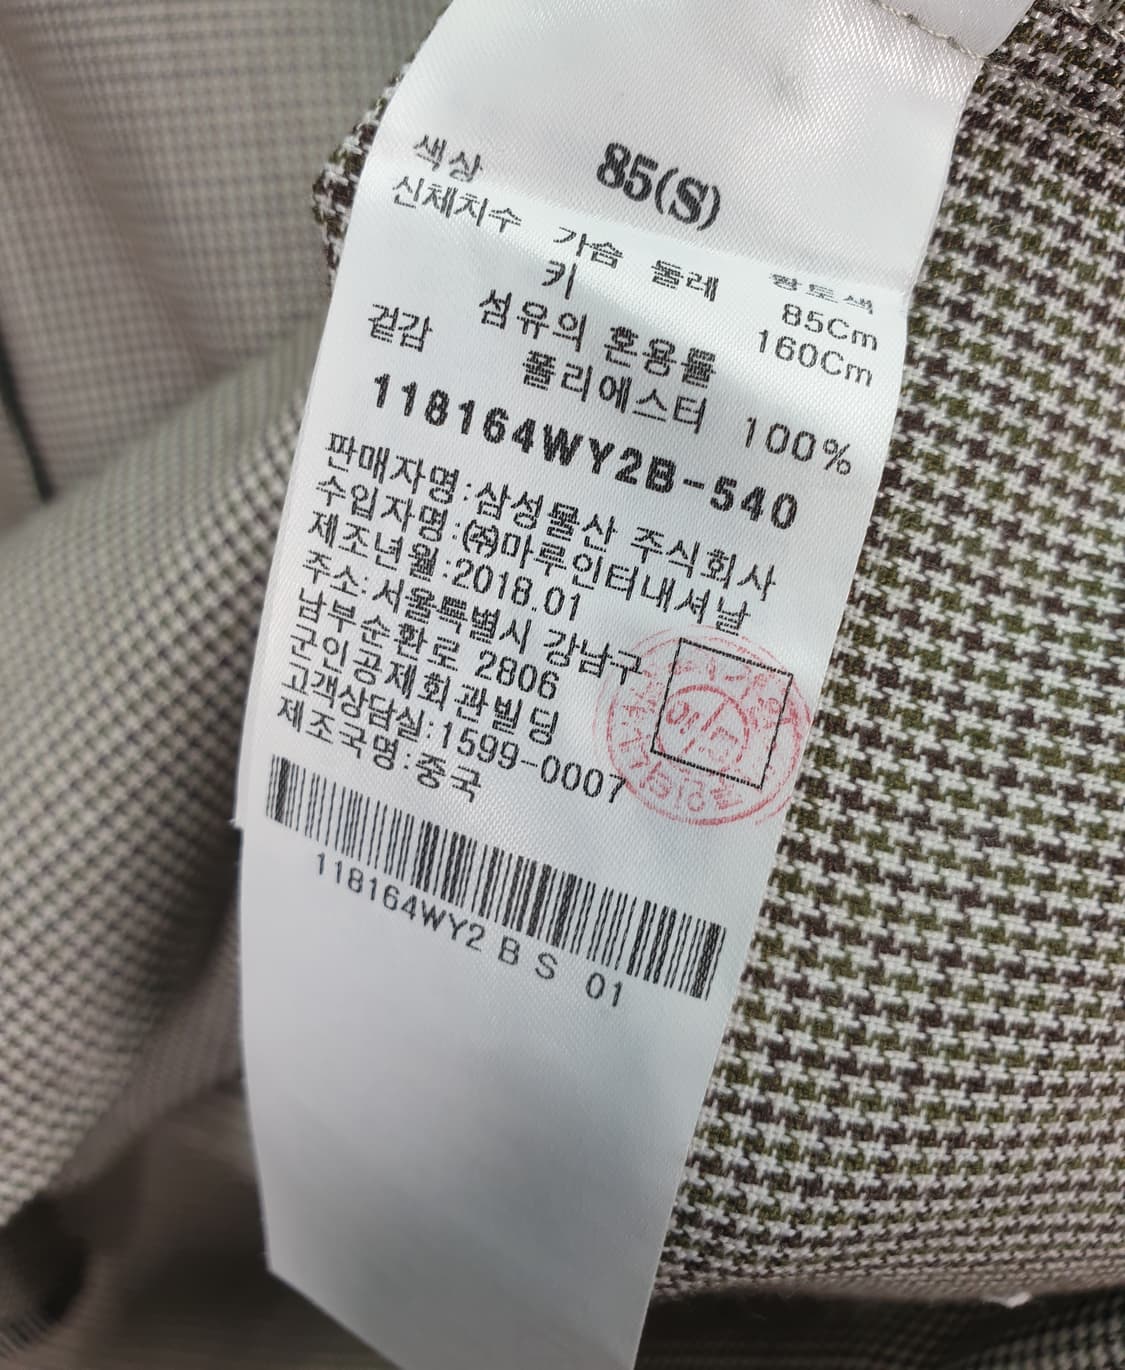 85(S)
색상 황토색
신체치수 가슴 둘레 85Cm
키 160Cm
섬유의 혼용률
겉감 폴리에스터 100%
118164WY2B-540
판매자명:삼성물산 주식회사
수입자명:㈜마루인터내셔날
제조년월:2018.01
주소:서울특별시 강남구
남부순환로 2806
군인공제회관빌딩
고객상담실:1599-0007
제조국명:중국
118164WY2 B S 01